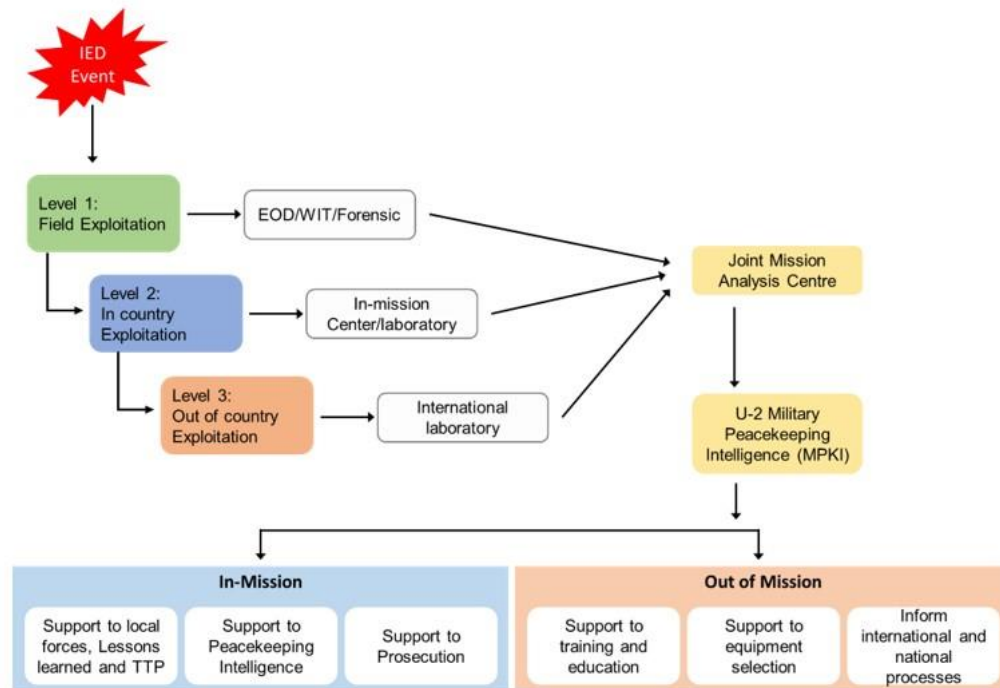 IED
Event
Level 1:
Field Exploitation
EOD/WIT/Forensic
Joint Mission
Analysis Centre
Level 2:
In country
Exploitation
In-mission
Center/laboratory
Level 3:
Out of country
Exploitation
International
laboratory
U-2 Military
Peacekeeping
Intelligence (MPKI)
In-Mission
Support to local
forces, Lessons
learned and TTP
Support to
Peacekeeping
Intelligence
Support to
Prosecution
Out of Mission
Support to
training and
education
Support to
equipment
selection
Inform
international and
national
processes